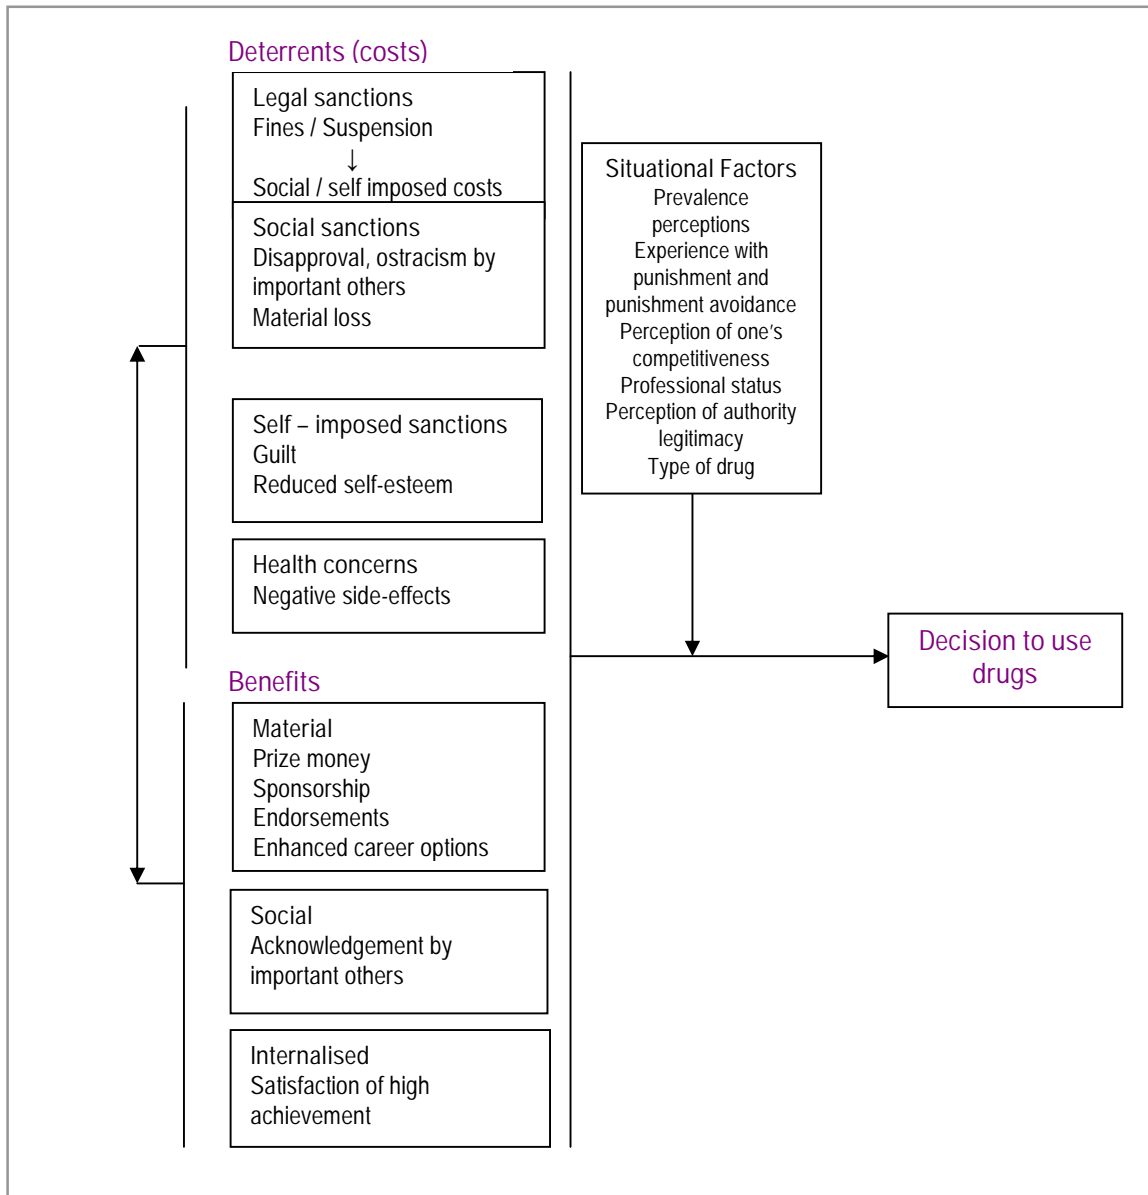 Deterrents (costs)
Legal sanctions
Fines / Suspension
↓
Social / self imposed costs
Social sanctions
Disapproval, ostracism by
important others
Material loss
Self – imposed sanctions
Guilt
Reduced self-esteem
Health concerns
Negative side-effects
Benefits
Material
Prize money
Sponsorship
Endorsements
Enhanced career options
Social
Acknowledgement by
important others
Internalised
Satisfaction of high
achievement
Situational Factors
Prevalence
perceptions
Experience with
punishment and
punishment avoidance
Perception of one's
competitiveness
Professional status
Perception of authority
legitimacy
Type of drug
Decision to use
drugs